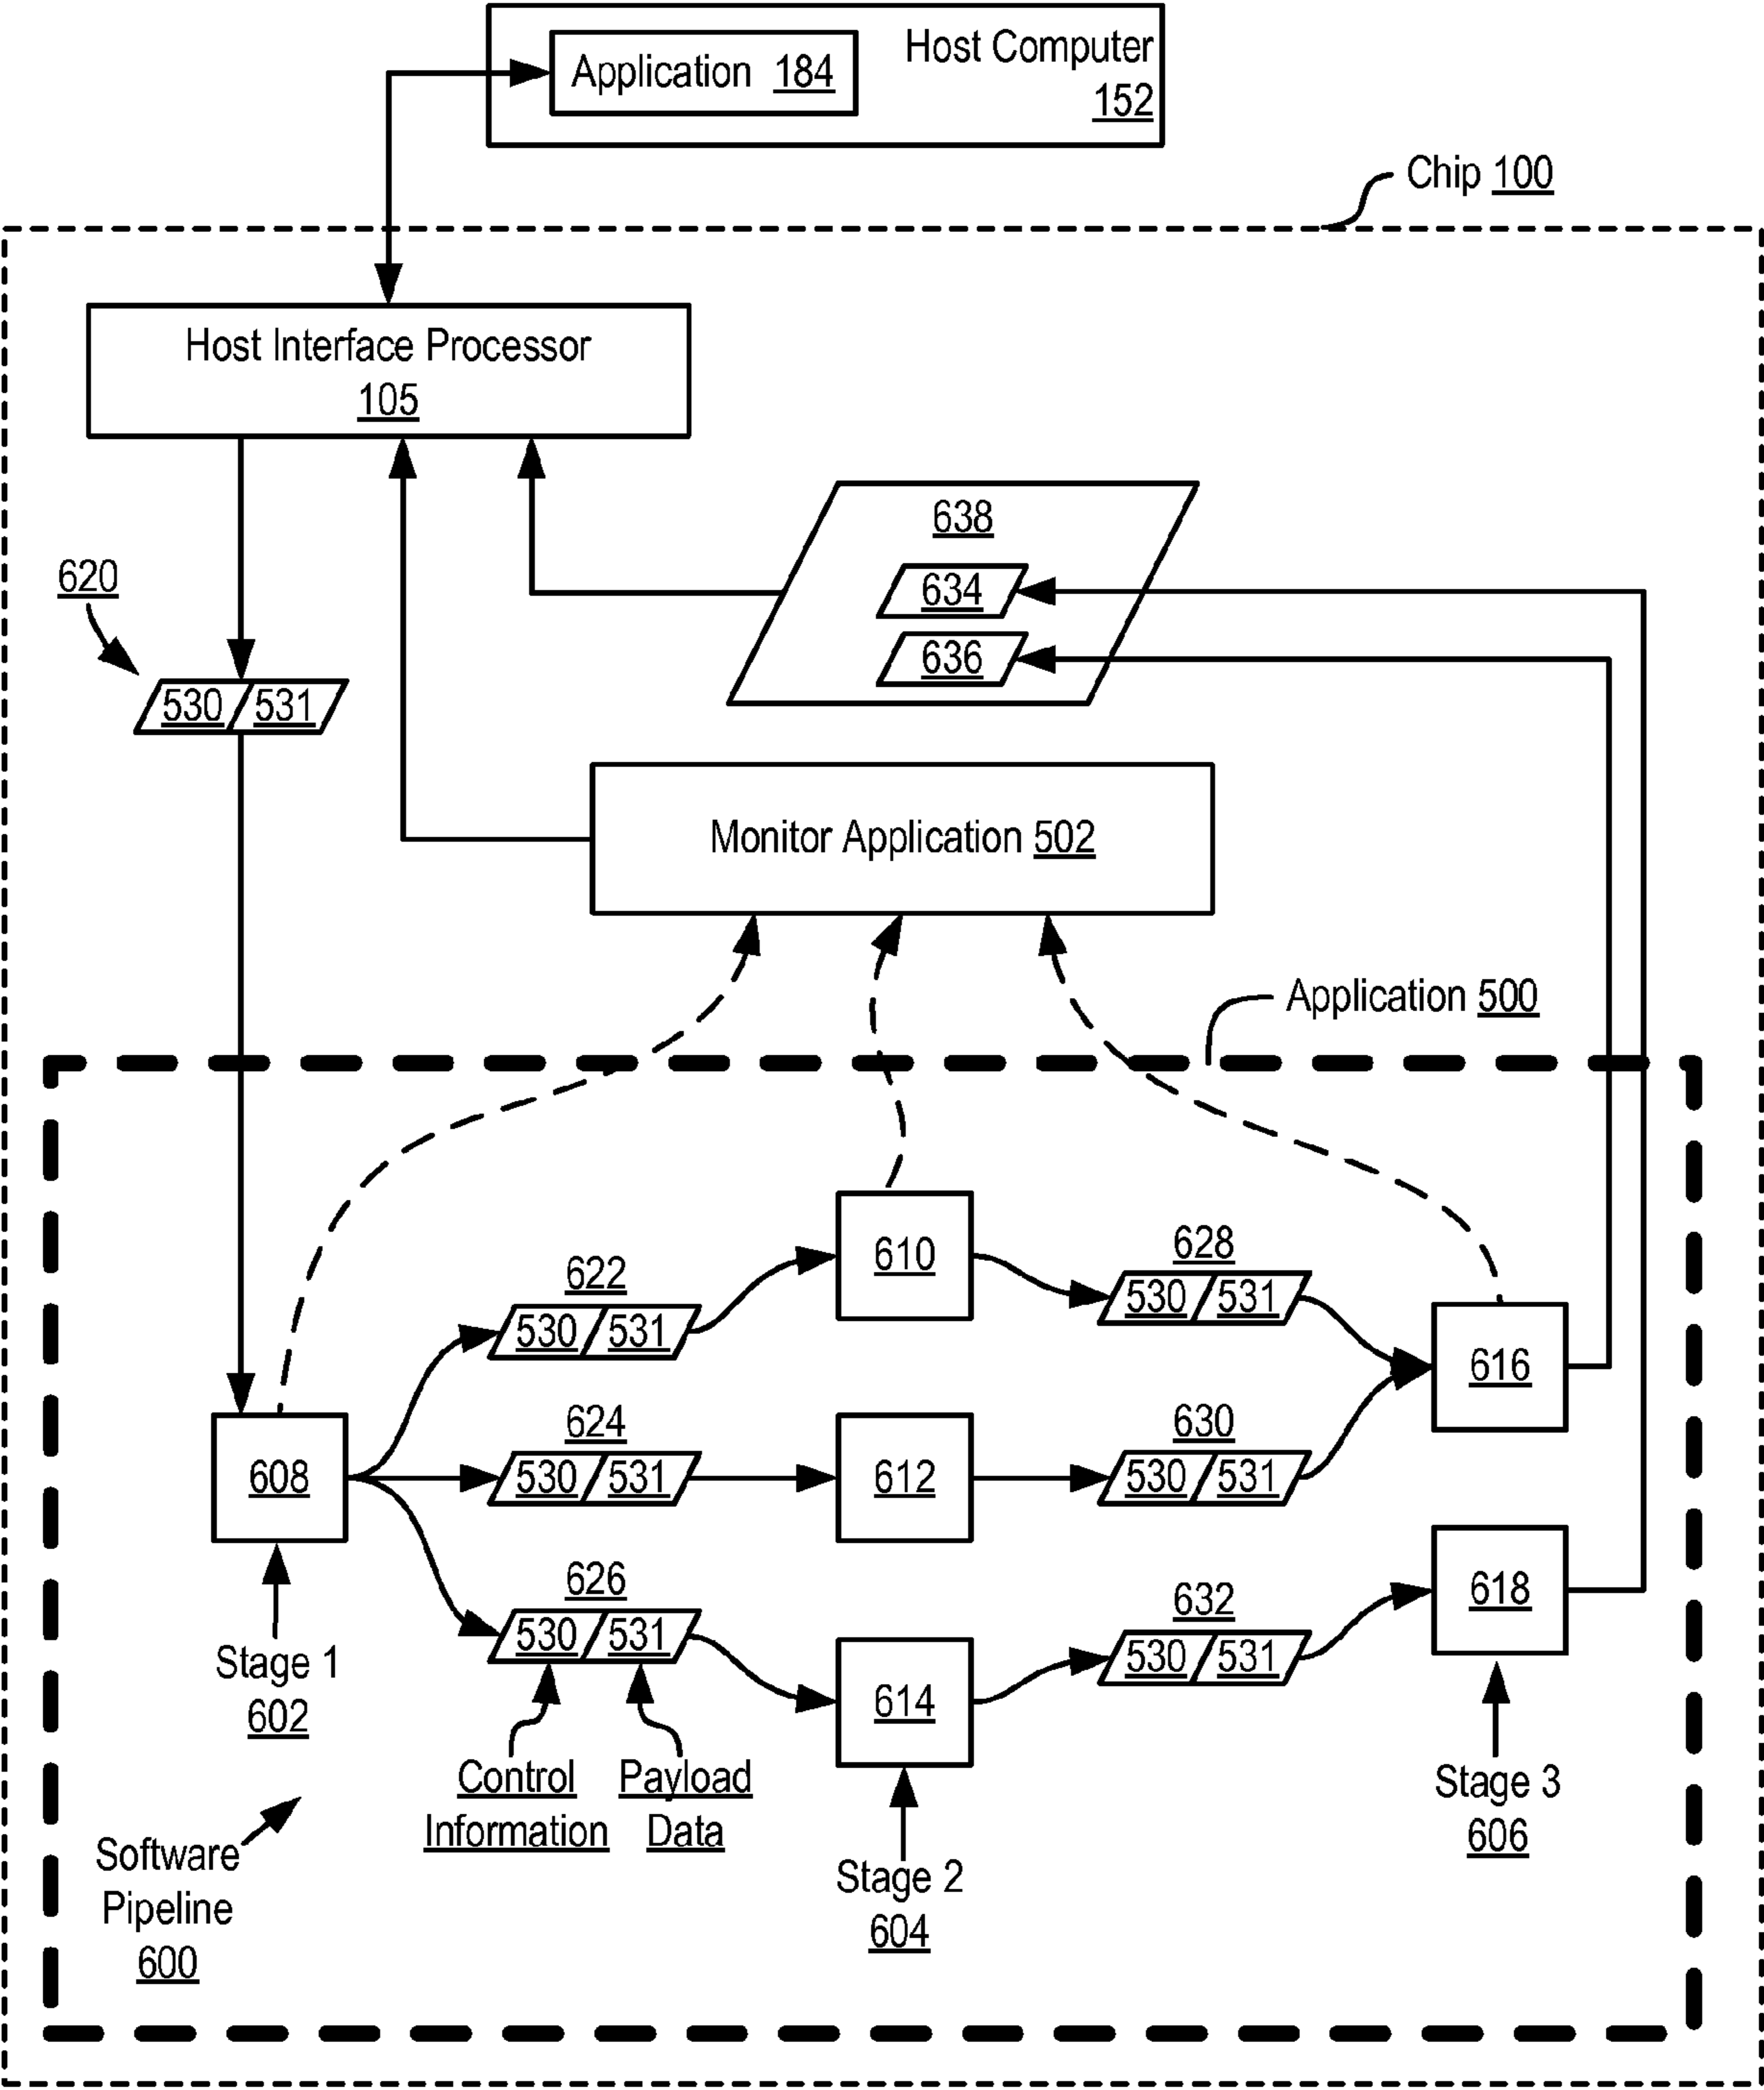 Host Computer
Application 184
152
Chip 100
Host Interface Processor
105
638
620
634
636
530 531
Monitor Application 502
Application 500
610
628
622
530 531
530 531
616
624
630
608
530 531
612
530 531
626
632
618
530 531
530 531
Stage 1
602
614
Control
Information
Payload
Data
Stage 3
606
Software
Pipeline
600
Stage 2
604